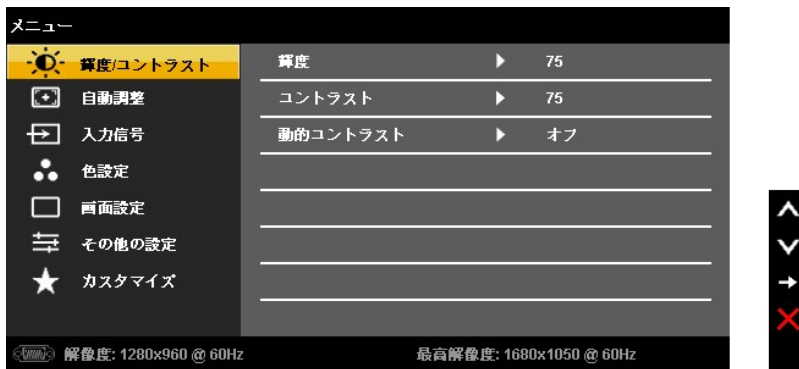 メニュー
輝度/コントラスト
輝度 75
自動調整
コントラスト 75
入力信号
動的コントラスト オフ
色設定
画面設定
その他の設定
カスタマイズ
解像度: 1280x960 @ 60Hz
最高解像度: 1680x1050 @ 60Hz